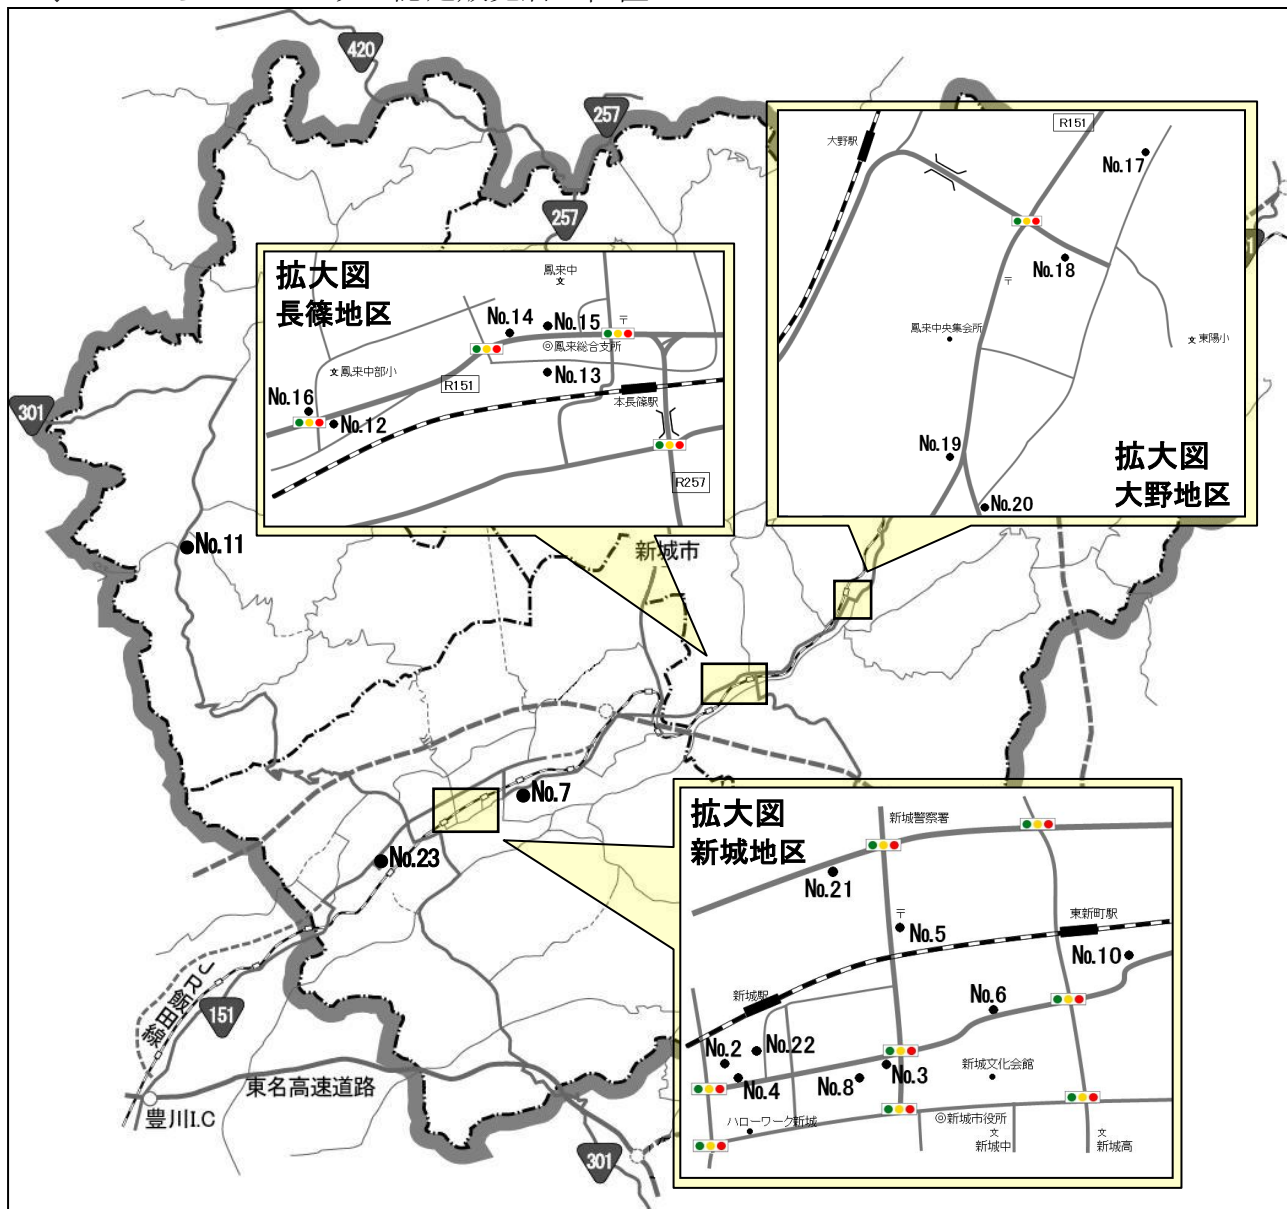 420
257
257
301
151
301
拡大図
長篠地区
鳳来中
文
No.14
No.15
〒
◎鳳来総合支所
文 鳳来中部小
No.13
R151
本長篠駅
No.16
No.12
R257
R151
大野駅
No.17
No.18
〒
鳳来中央集会所
文 東陽小
No.19
拡大図
大野地区
No.20
No.11
新城市
No.7
No.23
JR飯田線
東名高速道路
豊川I.C
拡大図
新城地区
新城警察署
No.21
〒
No.5
東新町駅
No.10
新城駅
No.6
No.2
No.22
No.4
No.8
No.3
新城文化会館
ハローワーク新城
◎新城市役所
文
新城中
文
新城高